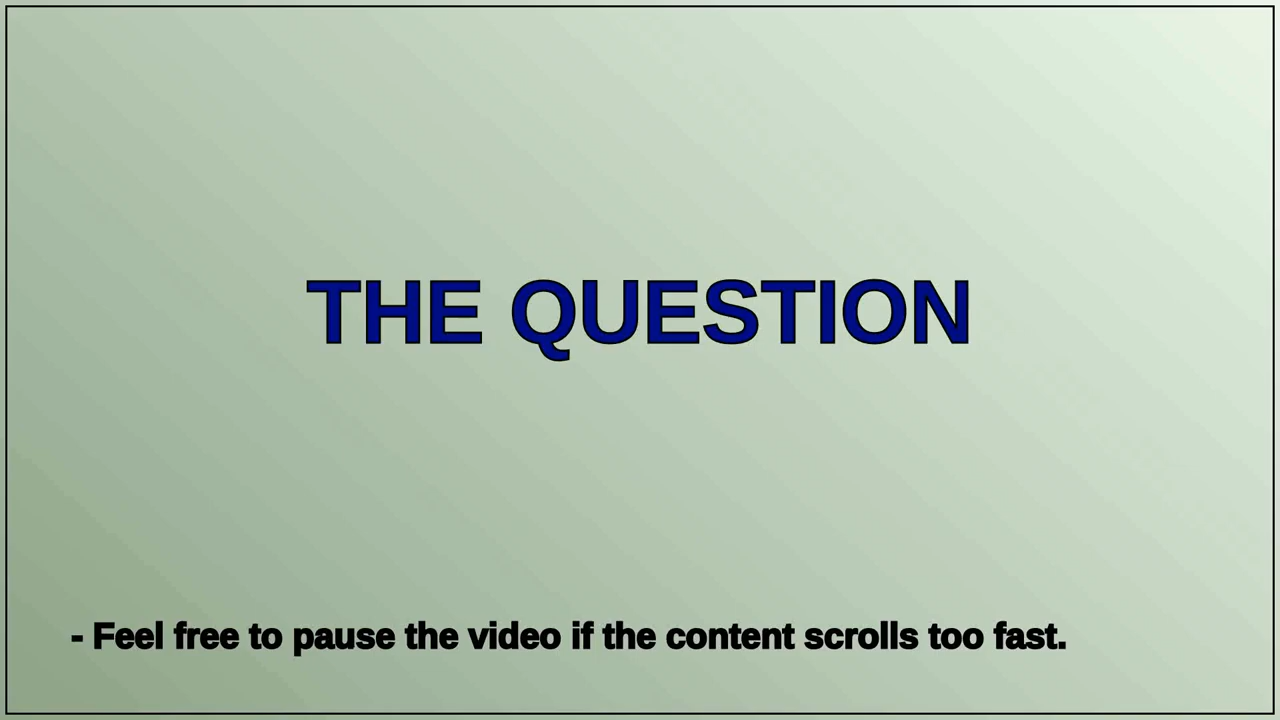 THE QUESTION
- Feel free to pause the video if the content scrolls too fast.